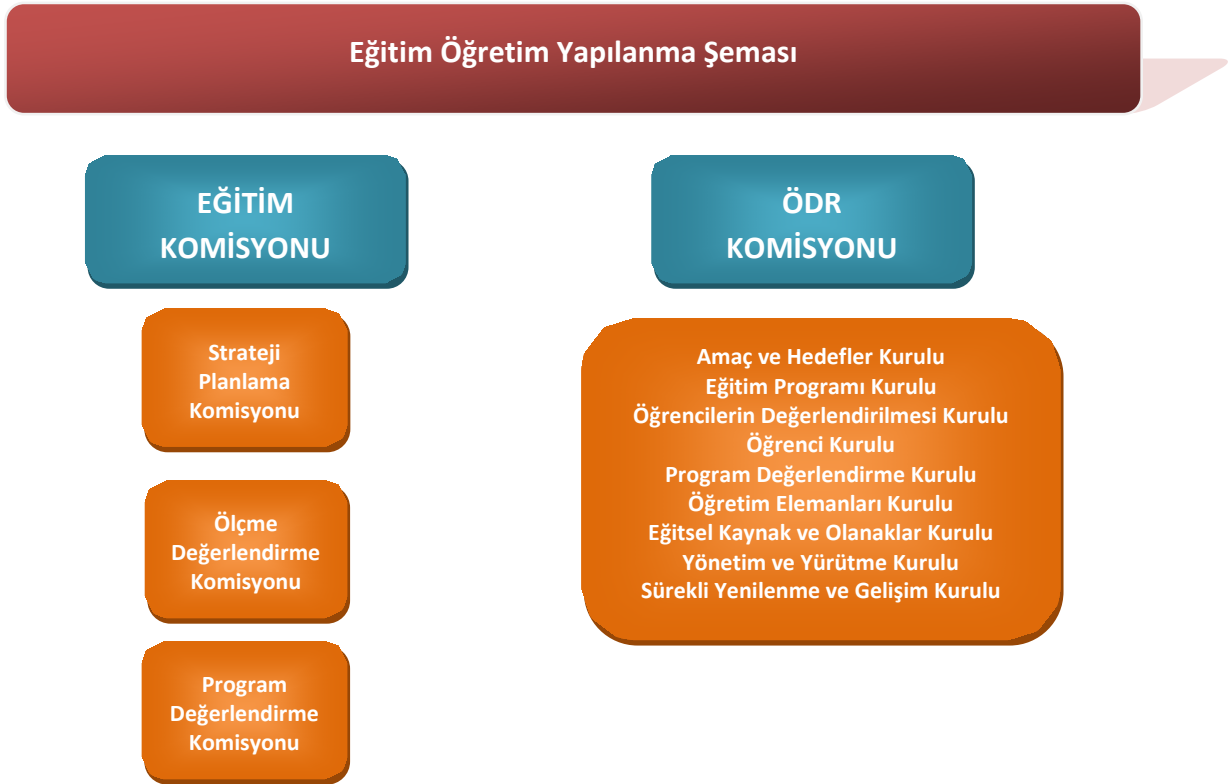 Eğitim Öğretim Yapılanma Şeması
EĞİTİM
KOMİSYONU
Strateji
Planlama
Komisyonu
Ölçme
Değerlendirme
Komisyonu
Program
Değerlendirme
Komisyonu
ÖDR
KOMİSYONU
Amaç ve Hedefler Kurulu
Eğitim Programı Kurulu
Öğrencilerin Değerlendirilmesi Kurulu
Öğrenci Kurulu
Program Değerlendirme Kurulu
Öğretim Elemanları Kurulu
Eğitsel Kaynak ve Olanaklar Kurulu
Yönetim ve Yürütme Kurulu
Sürekli Yenilenme ve Gelişim Kurulu